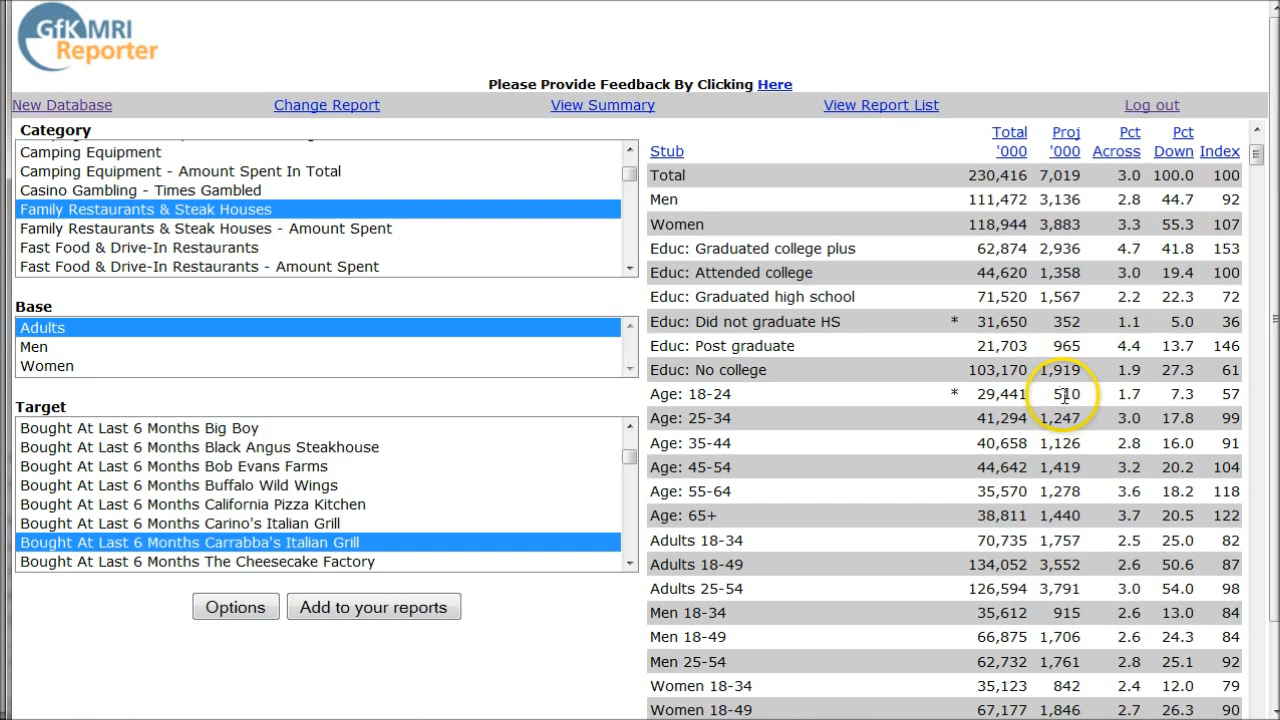 GfK MRI
Reporter
Please Provide Feedback By Clicking Here
New Database Change Report View Summary View Report List Log out
Category
Camping Equipment
Camping Equipment - Amount Spent In Total
Casino Gambling - Times Gambled
Family Restaurants & Steak Houses
Family Restaurants & Steak Houses - Amount Spent
Fast Food & Drive-In Restaurants
Fast Food & Drive-In Restaurants - Amount Spent
Base
Adults
Men
Women
Target
Bought At Last 6 Months Big Boy
Bought At Last 6 Months Black Angus Steakhouse
Bought At Last 6 Months Bob Evans Farms
Bought At Last 6 Months Buffalo Wild Wings
Bought At Last 6 Months California Pizza Kitchen
Bought At Last 6 Months Carino's Italian Grill
Bought At Last 6 Months Carrabba's Italian Grill
Bought At Last 6 Months The Cheesecake Factory
Options Add to your reports
Total Proj Pct Pct
Stub '000 '000 Across Down Index
Total 230,416 7,019 3.0 100.0 100
Men 111,472 3,136 2.8 44.7 92
Women 118,944 3,883 3.3 55.3 107
Educ: Graduated college plus 62,874 2,936 4.7 41.8 153
Educ: Attended college 44,620 1,358 3.0 19.4 100
Educ: Graduated high school 71,520 1,567 2.2 22.3 72
Educ: Did not graduate HS * 31,650 352 1.1 5.0 36
Educ: Post graduate 21,703 965 4.4 13.7 146
Educ: No college 103,170 1,919 1.9 27.3 61
Age: 18-24 * 29,441 510 1.7 7.3 57
Age: 25-34 41,294 1,247 3.0 17.8 99
Age: 35-44 40,658 1,126 2.8 16.0 91
Age: 45-54 44,642 1,419 3.2 20.2 104
Age: 55-64 35,570 1,278 3.6 18.2 118
Age: 65+ 38,811 1,440 3.7 20.5 122
Adults 18-34 70,735 1,757 2.5 25.0 82
Adults 18-49 134,052 3,552 2.6 50.6 87
Adults 25-54 126,594 3,791 3.0 54.0 98
Men 18-34 35,612 915 2.6 13.0 84
Men 18-49 66,875 1,706 2.6 24.3 84
Men 25-54 62,732 1,761 2.8 25.1 92
Women 18-34 35,123 842 2.4 12.0 79
Women 18-49 67,177 1,846 2.7 26.3 90